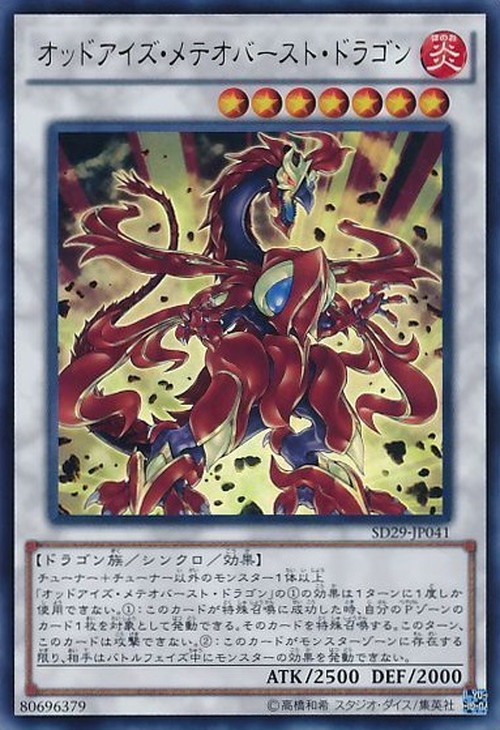 オッドアイズ・メテオバースト・ドラゴン
炎
SD29-JP041
【ドラゴン族／シンクロ／効果】
チューナー＋チューナー以外のモンスター1体以上
「オッドアイズ・メテオバースト・ドラゴン」の①の効果は1ターンに1度しか
使用できない。①：このカードが特殊召喚に成功した時、自分のPゾーンの
カード1枚を対象として発動できる。そのカードを特殊召喚する。このターン、
このカードは攻撃できない。②：このカードがモンスターゾーンに存在する
限り、相手はバトルフェイズ中にモンスターの効果を発動できない。
ATK/2500 DEF/2000
80696379
©高橋和希 スタジオ・ダイス/集英社